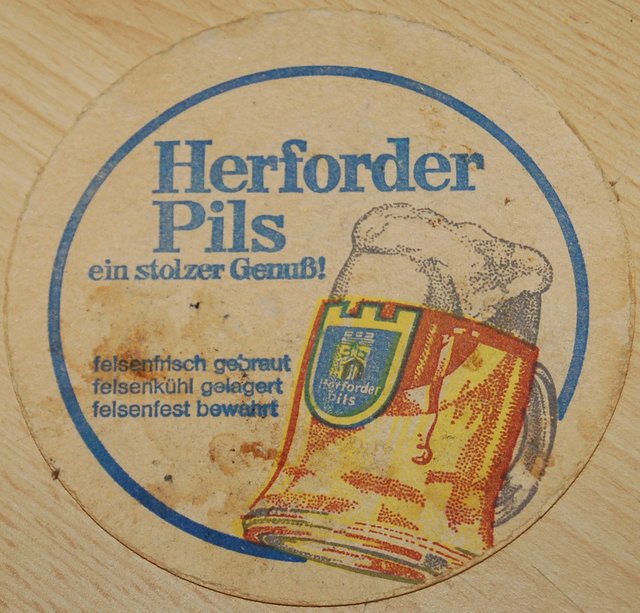 Herforder
Pils
ein stolzer Genuß!
felsenfrisch gebraut
felsenkühl gelagert
felsenfest bewahrt
Herforder
Pils